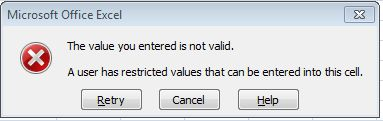 Microsoft Office Excel
The value you entered is not valid.
A user has restricted values that can be entered into this cell.
Retry Cancel Help